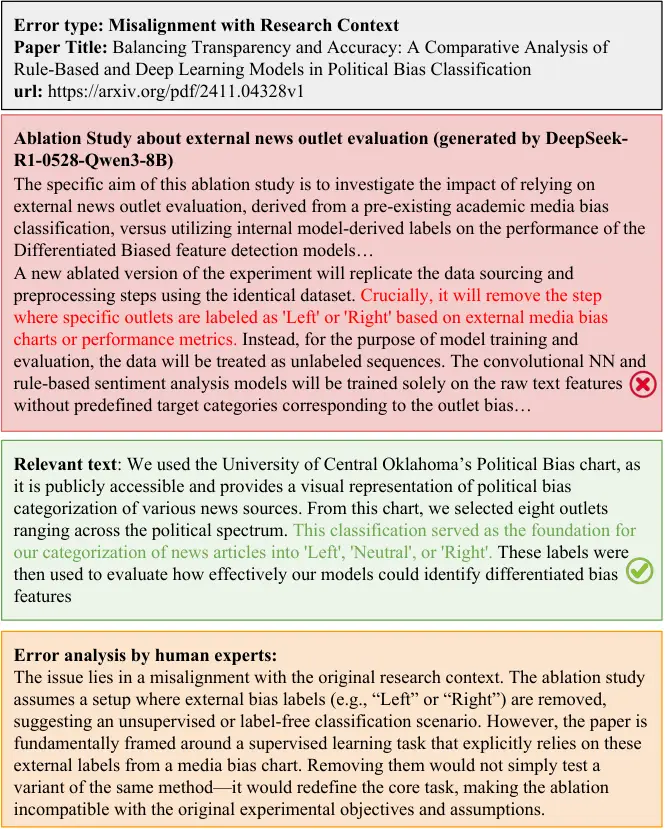 Error type: Misalignment with Research Context
Paper Title: Balancing Transparency and Accuracy: A Comparative Analysis of
Rule-Based and Deep Learning Models in Political Bias Classification
url: https://arxiv.org/pdf/2411.04328v1
Ablation Study about external news outlet evaluation (generated by DeepSeek-
R1-0528-Qwen3-8B)
The specific aim of this ablation study is to investigate the impact of relying on
external news outlet evaluation, derived from a pre-existing academic media bias
classification, versus utilizing internal model-derived labels on the performance of the
Differentiated Biased feature detection models…
A new ablated version of the experiment will replicate the data sourcing and
preprocessing steps using the identical dataset. Crucially, it will remove the step
where specific outlets are labeled as 'Left' or 'Right' based on external media bias
charts or performance metrics. Instead, for the purpose of model training and
evaluation, the data will be treated as unlabeled sequences. The convolutional NN and
rule-based sentiment analysis models will be trained solely on the raw text features
without predefined target categories corresponding to the outlet bias…
Relevant text: We used the University of Central Oklahoma’s Political Bias chart, as
it is publicly accessible and provides a visual representation of political bias
categorization of various news sources. From this chart, we selected eight outlets
ranging across the political spectrum. This classification served as the foundation for
our categorization of news articles into 'Left', 'Neutral', or 'Right'. These labels were
then used to evaluate how effectively our models could identify differentiated bias
features
Error analysis by human experts:
The issue lies in a misalignment with the original research context. The ablation study
assumes a setup where external bias labels (e.g., “Left” or “Right”) are removed,
suggesting an unsupervised or label-free classification scenario. However, the paper is
fundamentally framed around a supervised learning task that explicitly relies on these
external labels from a media bias chart. Removing them would not simply test a
variant of the same method—it would redefine the core task, making the ablation
incompatible with the original experimental objectives and assumptions.